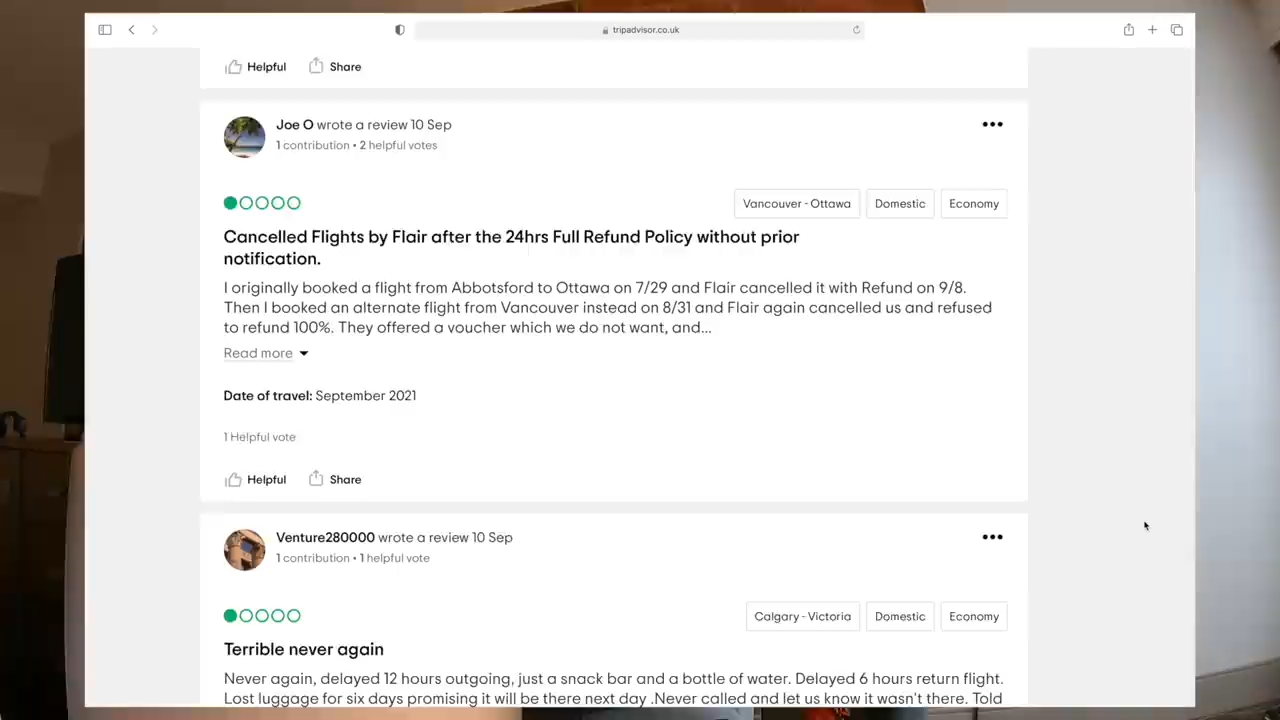 tripadvisor.co.uk
Helpful
Share
Joe O wrote a review 10 Sep
1 contribution • 2 helpful votes
Vancouver - Ottawa
Domestic
Economy
Cancelled Flights by Flair after the 24hrs Full Refund Policy without prior
notification.
I originally booked a flight from Abbotsford to Ottawa on 7/29 and Flair cancelled it with Refund on 9/8.
Then I booked an alternate flight from Vancouver instead on 8/31 and Flair again cancelled us and refused
to refund 100%. They offered a voucher which we do not want, and...
Read more
Date of travel: September 2021
1 Helpful vote
Helpful
Share
Venture280000 wrote a review 10 Sep
1 contribution • 1 helpful vote
Calgary - Victoria
Domestic
Economy
Terrible never again
Never again, delayed 12 hours outgoing, just a snack bar and a bottle of water. Delayed 6 hours return flight.
Lost luggage for six days promising it will be there next day .Never called and let us know it wasn't there. Told